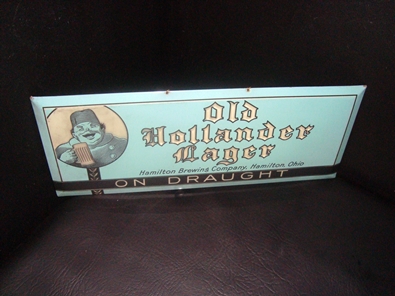 Old
Hollander
Lager
Hamilton Brewing Company, Hamilton, Ohio
ON DRAUGHT